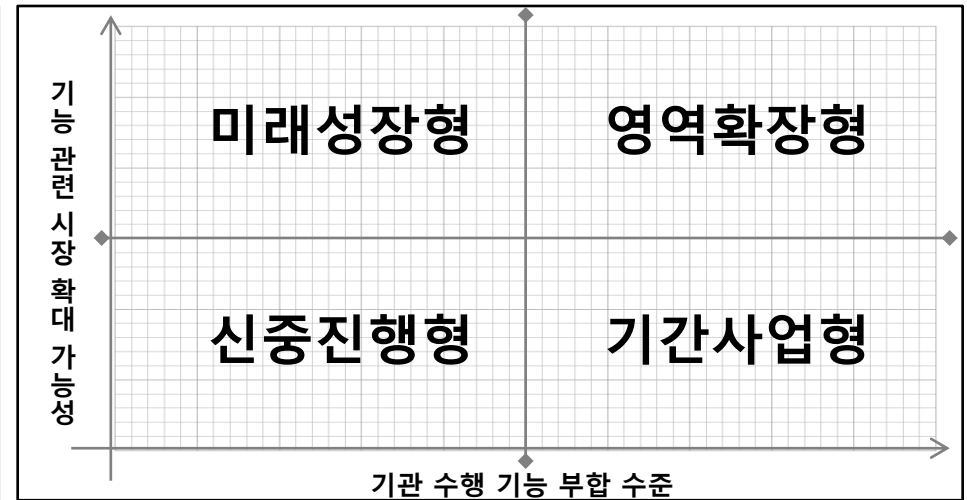 기능 관련 시장 확대 가능성
미래성장형
영역확장형
신중진행형
기간사업형
기관 수행 기능 부합 수준